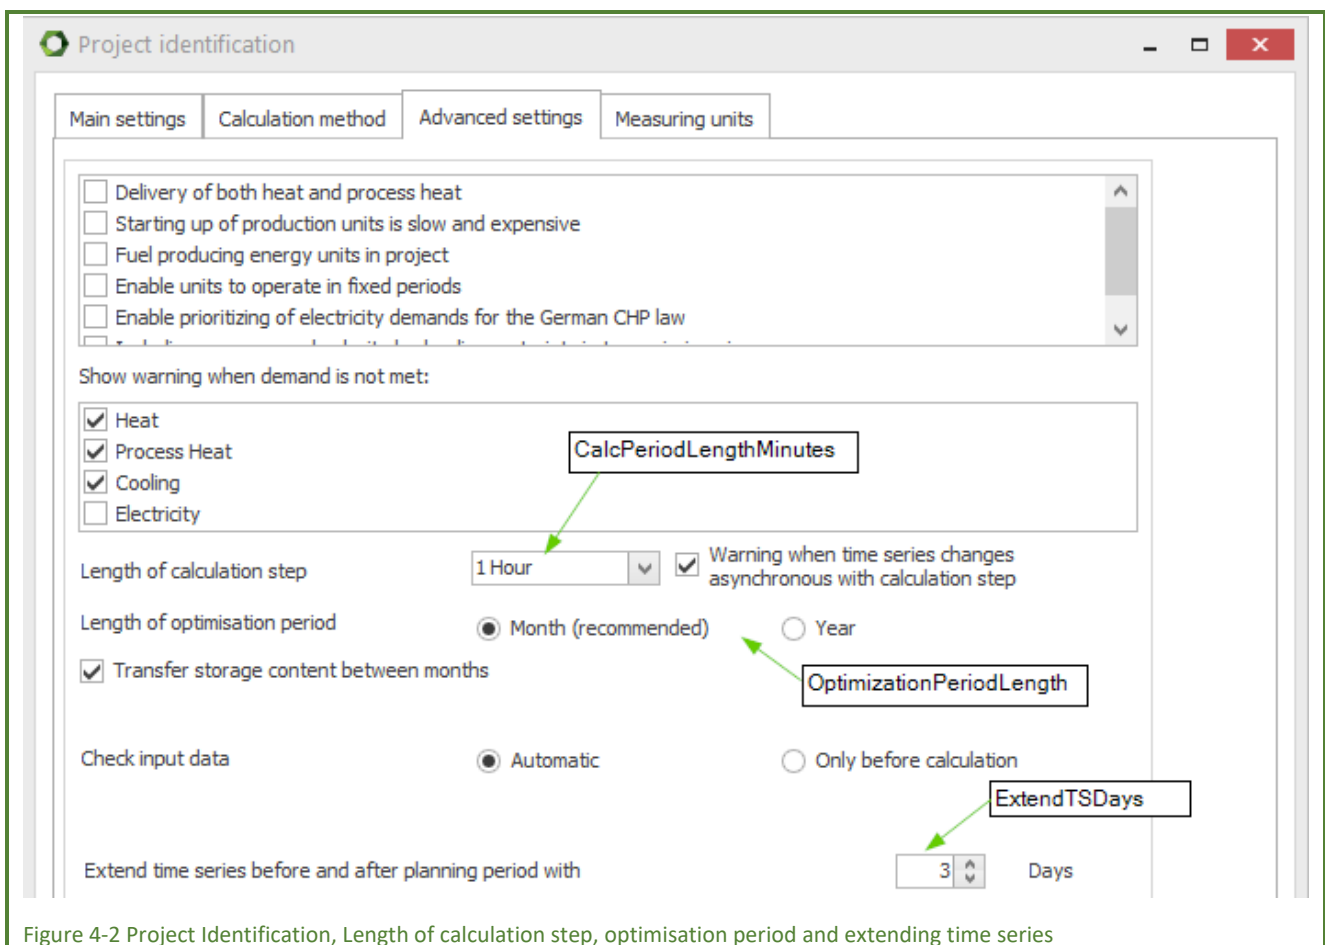 Project identification
Main settings
Calculation method
Advanced settings
Measuring units
Delivery of both heat and process heat
Starting up of production units is slow and expensive
Fuel producing energy units in project
Enable units to operate in fixed periods
Enable prioritizing of electricity demands for the German CHP law
Show warning when demand is not met:
Heat
Process Heat
Cooling
Electricity
CalcPeriodLengthMinutes
Length of calculation step
1 Hour
Warning when time series changes
asynchronous with calculation step
Length of optimisation period
Month (recommended)
Year
Transfer storage content between months
OptimizationPeriodLength
Check input data
Automatic
Only before calculation
ExtendTSDays
Extend time series before and after planning period with
3
Days
Figure 4-2 Project Identification, Length of calculation step, optimisation period and extending time series